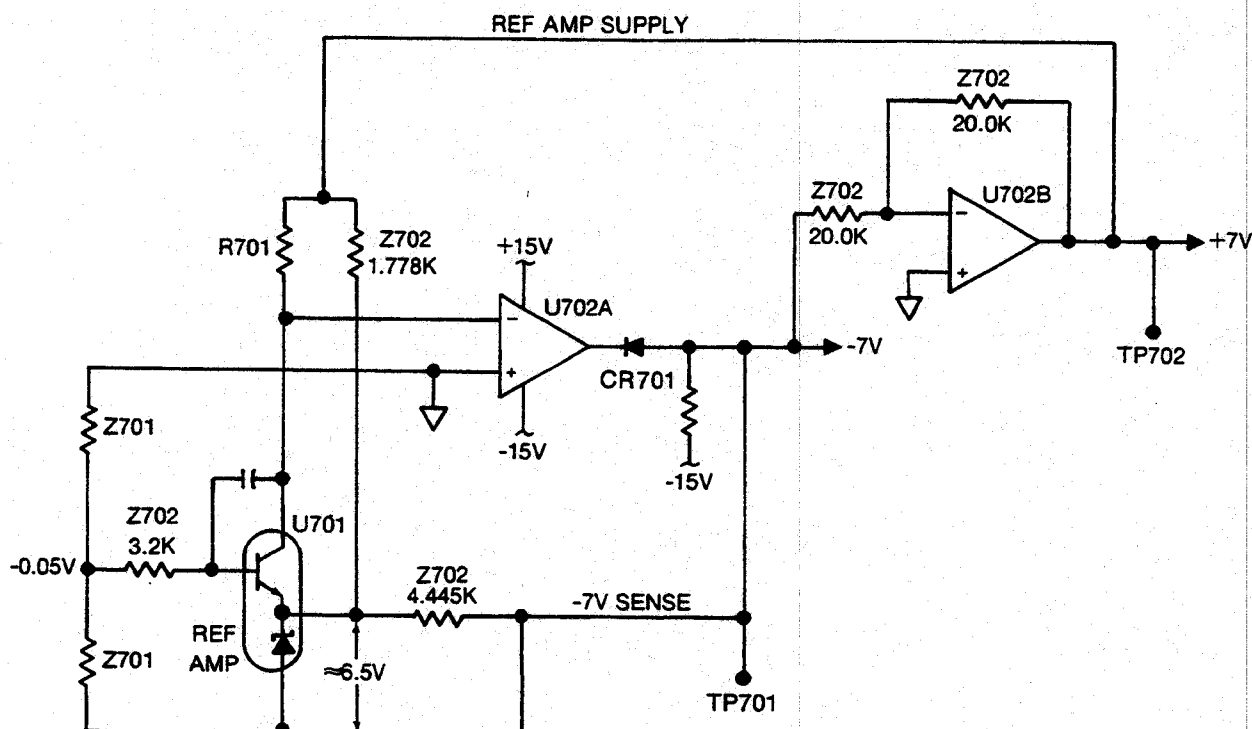 REF AMP SUPPLY
Z702
20.0K
Z702
20.0K
U702B
-
+
+7V
TP702
R701
Z702
1.778K
+15V
U702A
-
+
-15V
CR701
-7V
-15V
Z701
Z702
3.2K
-0.05V
U701
REF
AMP
Z702
4.445K
-7V SENSE
≈6.5V
Z701
TP701